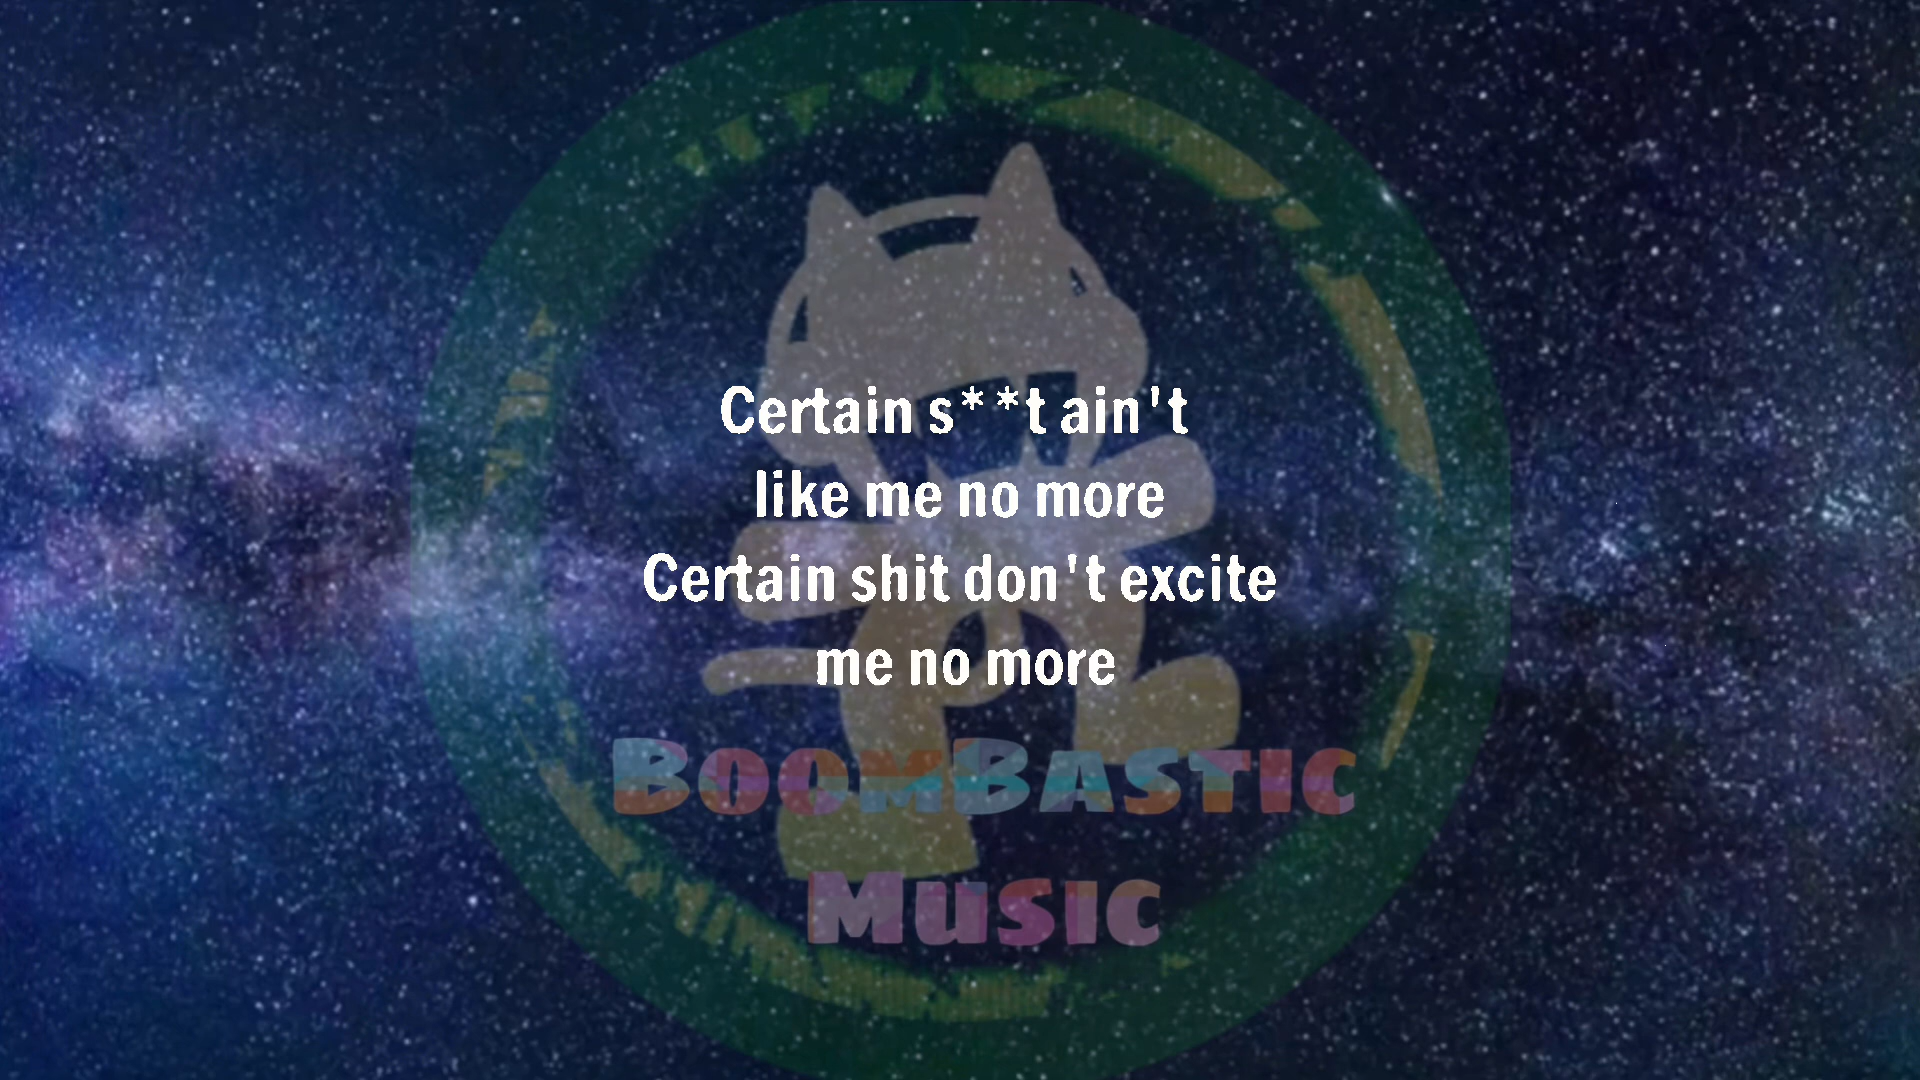 Certain s**t ain't
like me no more
Certain shit don't excite
me no more
BoomBastic
Music